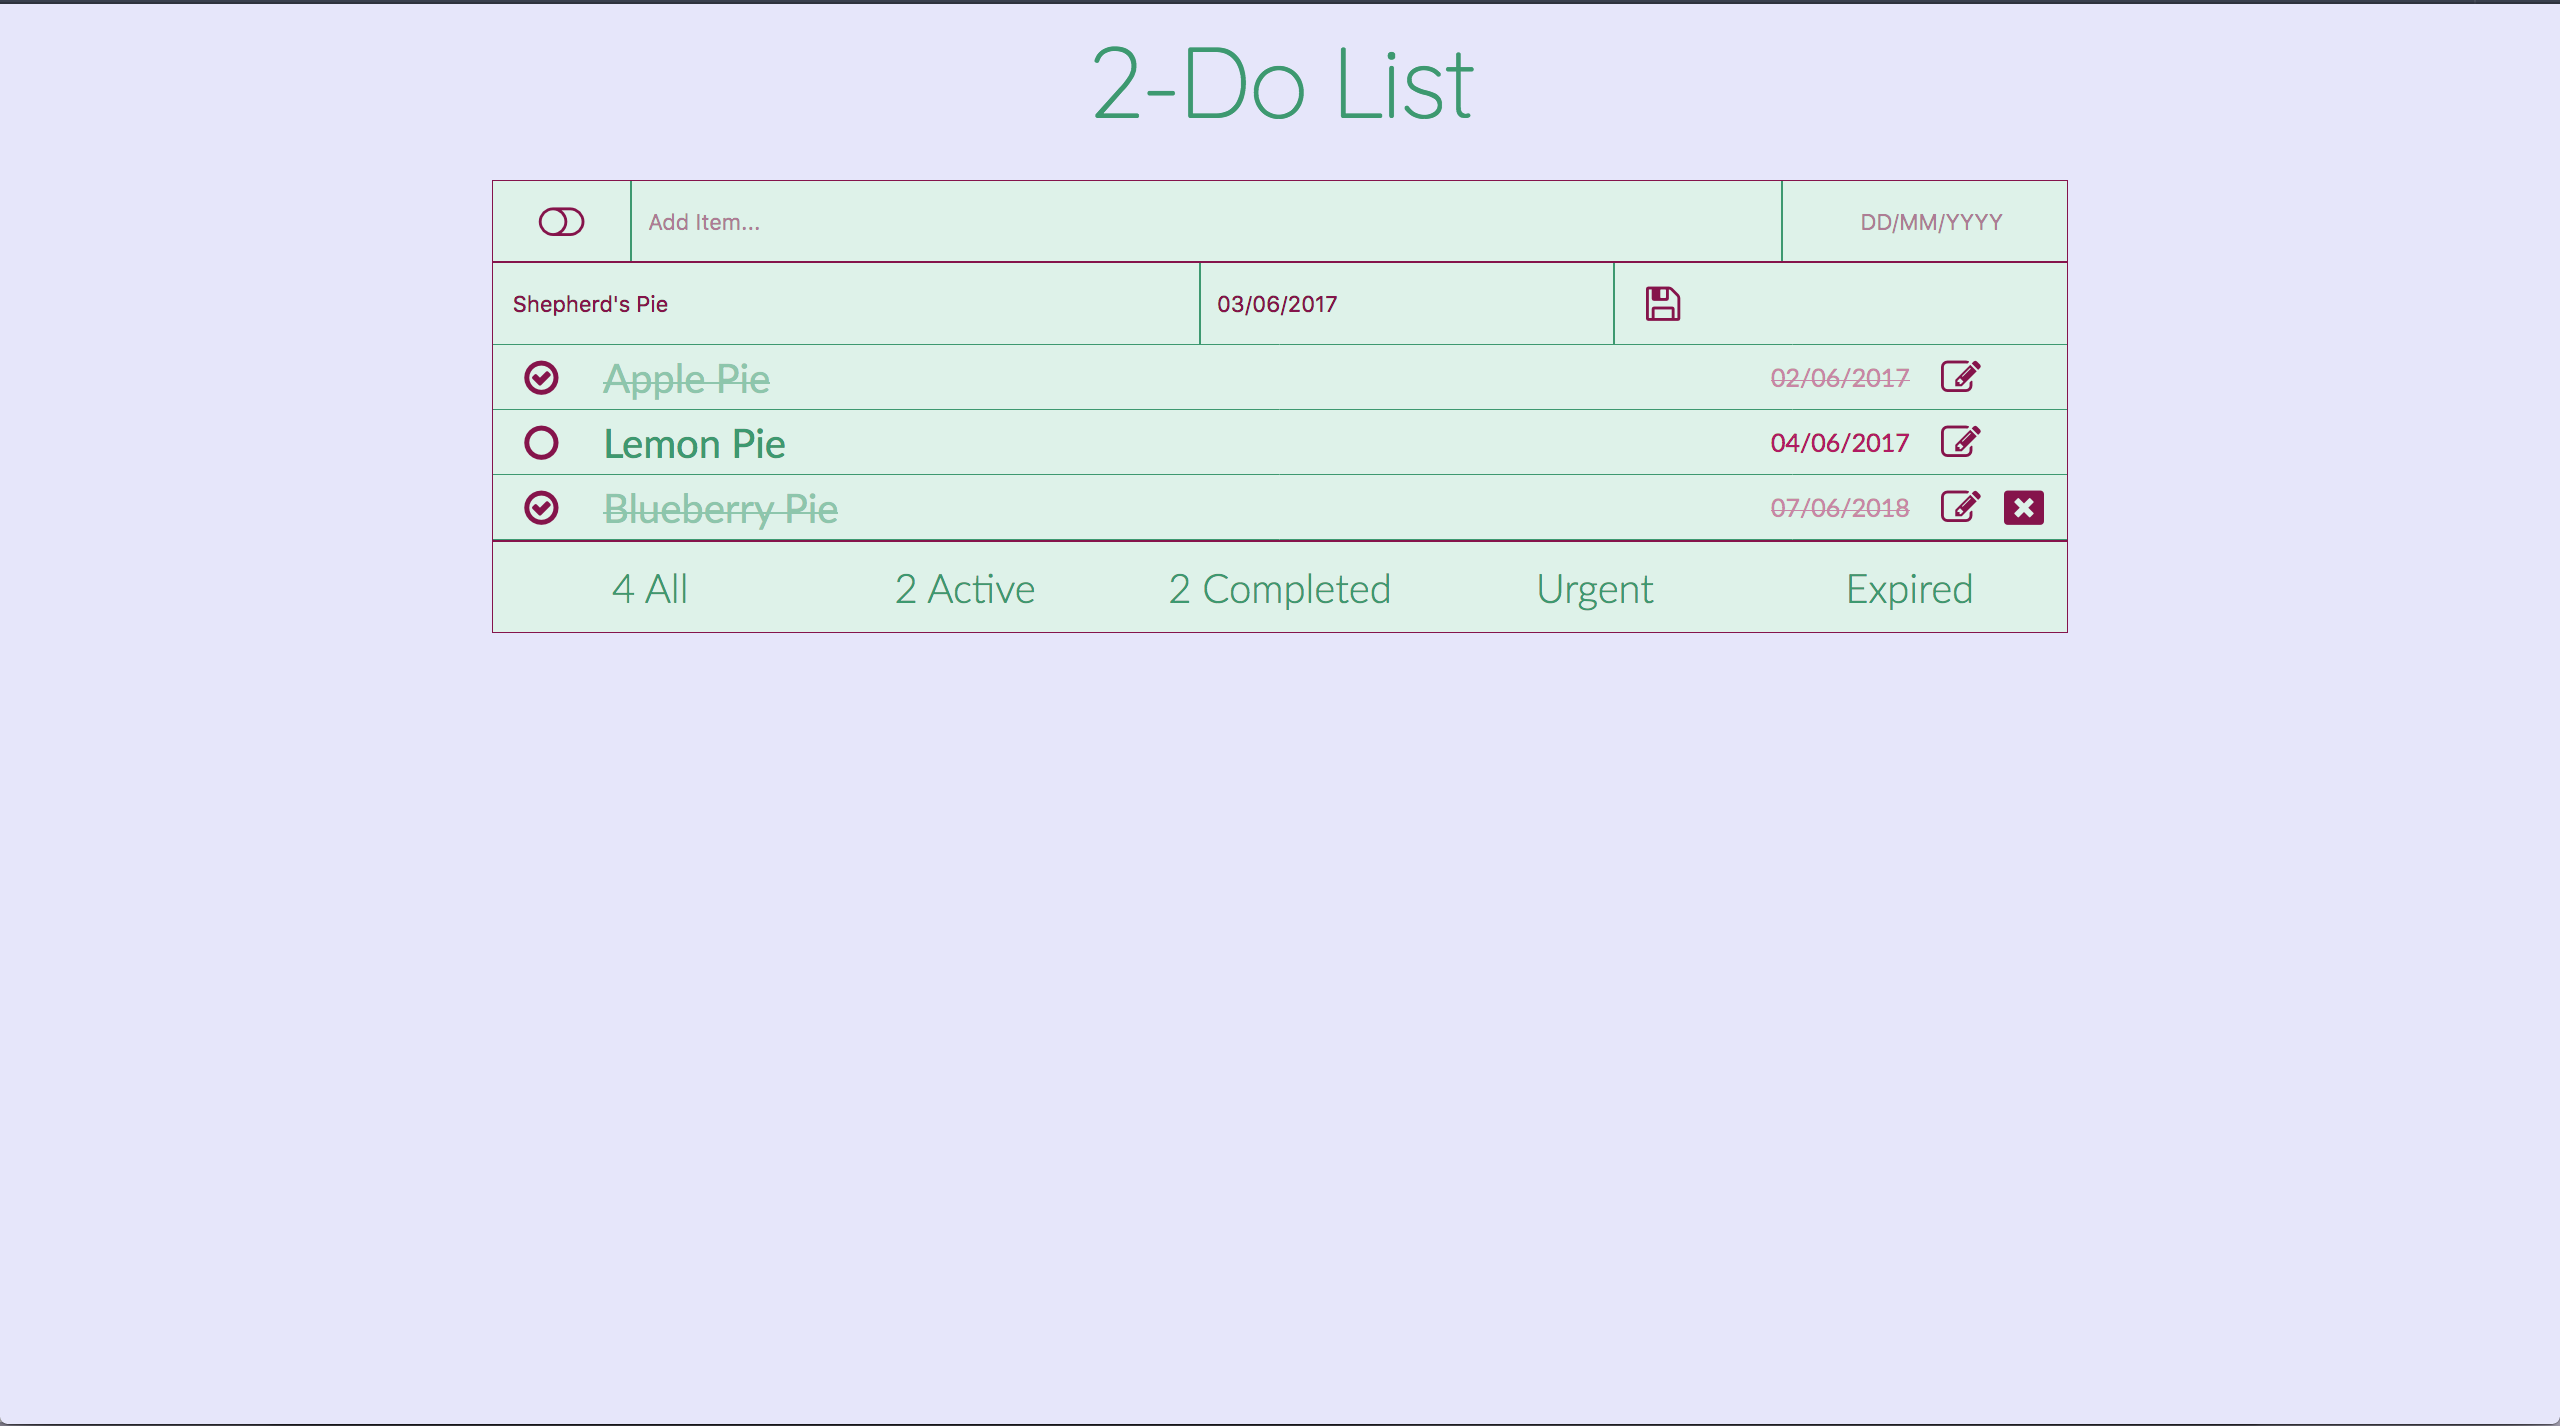 2-Do List
Add Item... DD/MM/YYYY
Shepherd's Pie 03/06/2017
Apple Pie 02/06/2017
Lemon Pie 04/06/2017
Blueberry Pie 07/06/2018
4 All 2 Active 2 Completed Urgent Expired